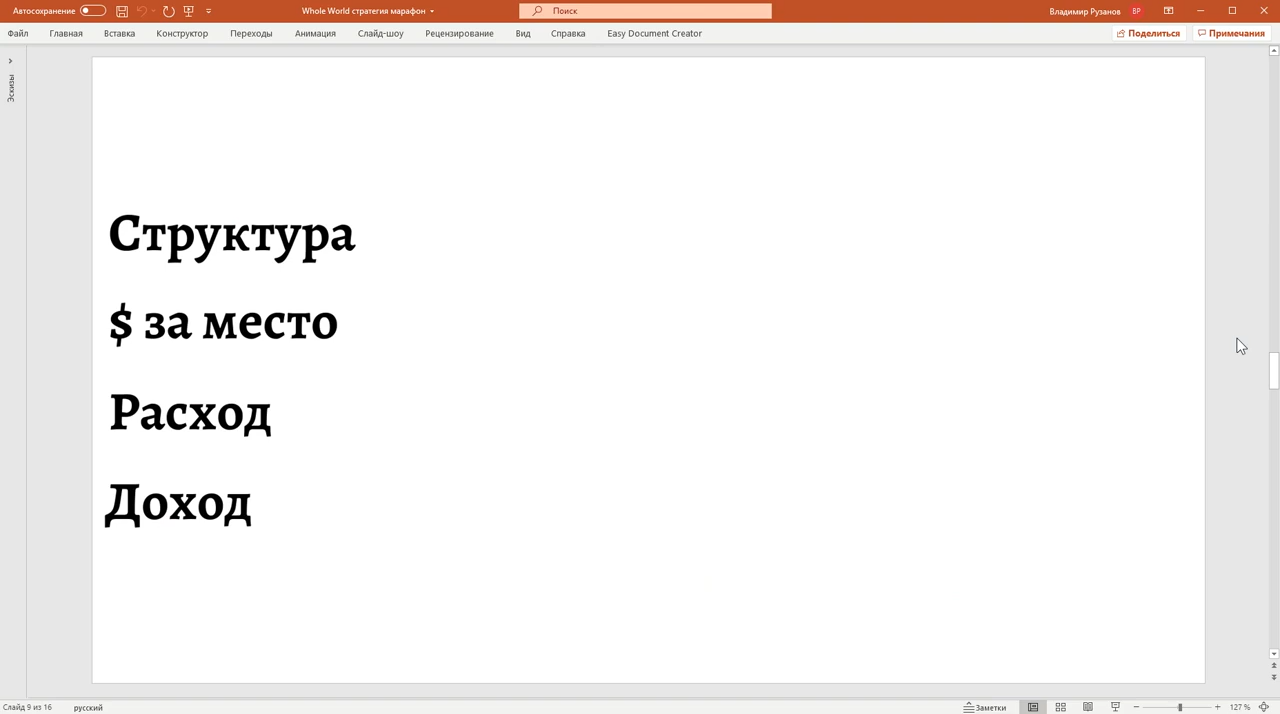 Автосохранение
Whole World стратегия марафон
Поиск
Владимир Рузанов
ВР
Файл Главная Вставка Конструктор Переходы Анимация Слайд-шоу Рецензирование Вид Справка Easy Document Creator
Поделиться
Примечания
Эскизы
Структура
$ за место
Расход
Доход
Слайд 9 из 16
русский
Заметки
127 %